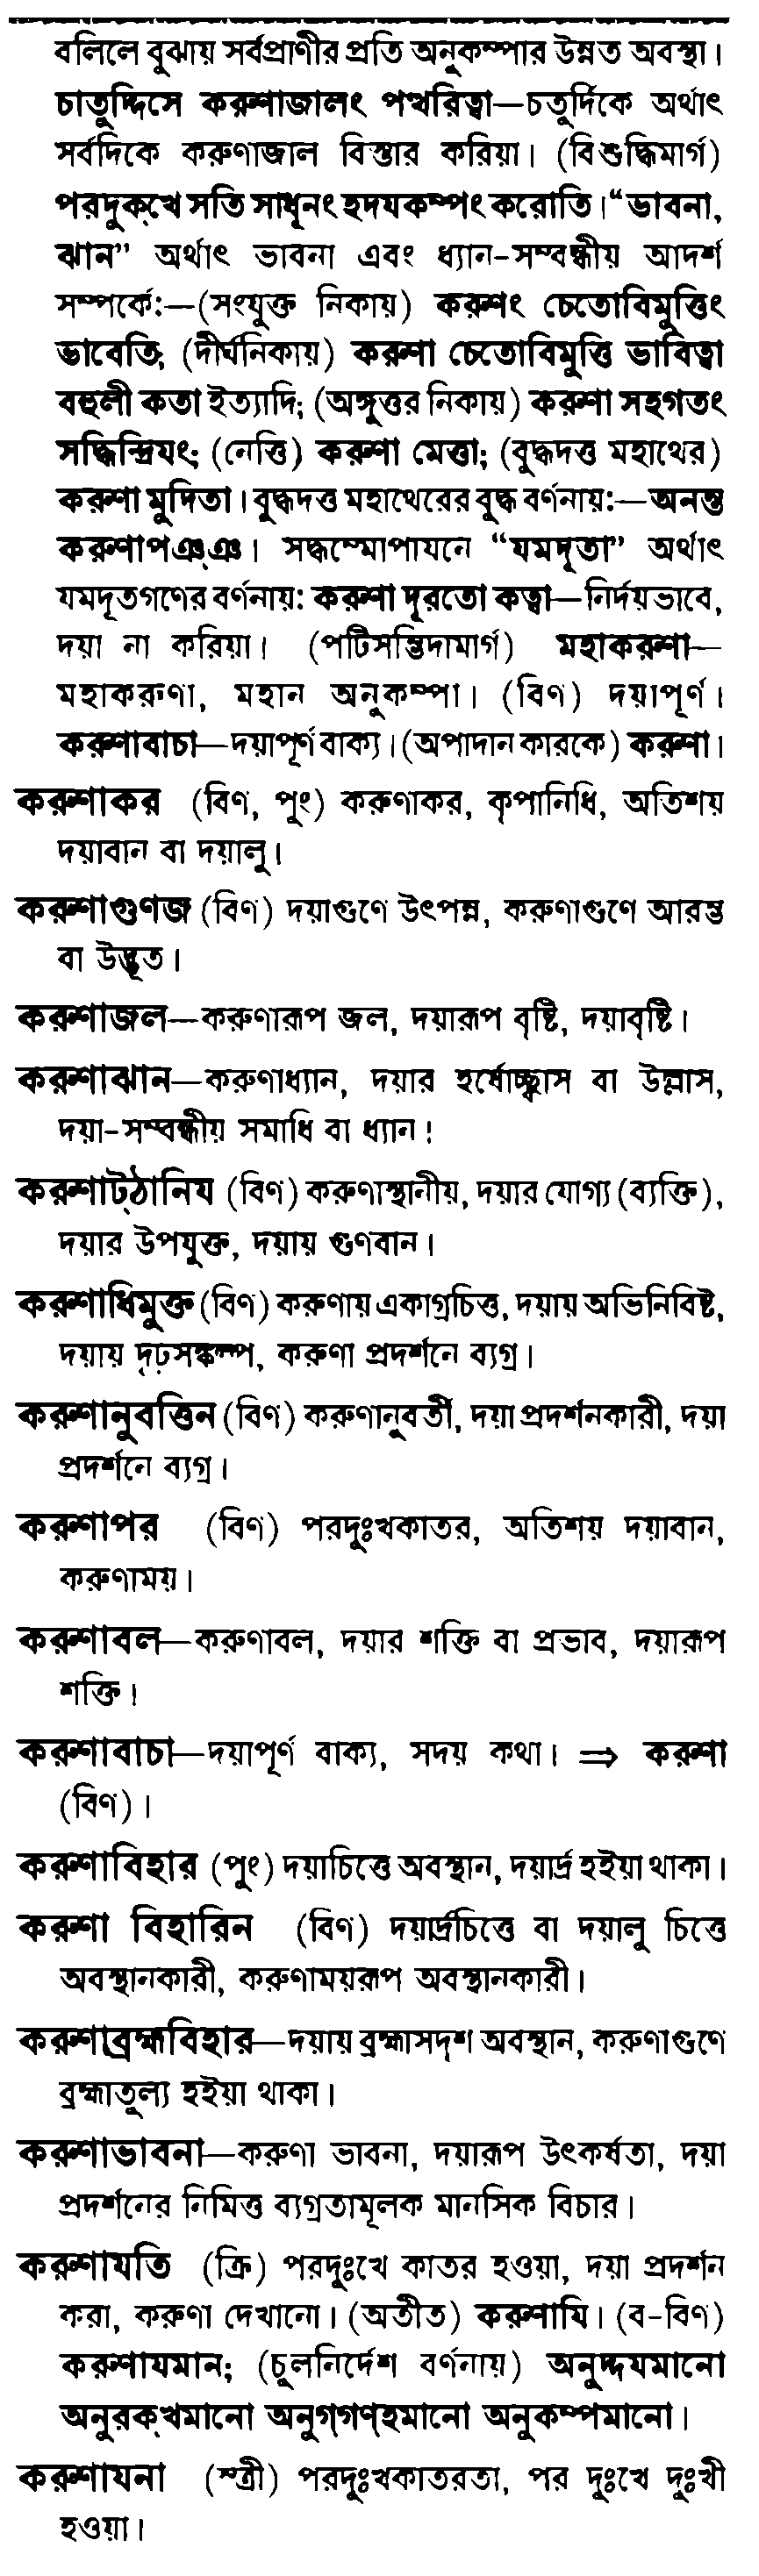 বলিলে বুঝায় সর্বপ্রাণীর প্রতি অনুকম্পার উন্নত অবস্থা।
চাতুদ্দিসে করুণাজালং পত্থরিত্বা—চতুর্দিকে অর্থাৎ
সর্বদিকে করুণাজাল বিস্তার করিয়া। (বিশুদ্ধিমার্গ)
পরদুক্খে সতি সাধূনং হদযকম্পং করোতি। “ভাবনা,
ঝান” অর্থাৎ ভাবনা এবং ধ্যান-সম্বন্ধীয় আদর্শ
সম্পর্কে:—(সংযুক্ত নিকায়) করুণং চেতোবিমুত্তিং
ভাবেতি; (দীর্ঘনিকায়) করুণা চেতোবিমুত্তি ভাবিত্বা
বহুলী কতা ইত্যাদি; (অঙ্গুত্তর নিকায়) করুণা সহগতং
সদ্ধিন্দ্রিযং; (নেত্তি) করুণা মেত্তা; (বুদ্ধদত্ত মহাথের)
করুণা মুদিতা। বুদ্ধদত্ত মহাথেরের বুদ্ধ বর্ণনায়:—অনন্ত
করুণাপঞ্ঞ। সদ্ধম্মোপাযনে “যমদূতা” অর্থাৎ
যমদূতগণের বর্ণনায়: করুণা দূরতো কত্বা—নির্দয়ভাবে,
দয়া না করিয়া। (পটিসম্ভিদামার্গ) মহাকরুণা—
মহাকরুণা, মহান অনুকম্পা। (বিণ) দয়াপূর্ণ।
করুণাবাচা—দয়াপূর্ণ বাক্য। (অপাদান কারকে) করুণা।
করুণাকর (বিণ, পুং) করুণাকর, কৃপানিধি, অতিশয়
দয়াবান বা দয়ালু।
করুণাগুণজ (বিণ) দয়াগুণে উৎপন্ন, করুণাগুণে আরম্ভ
বা উদ্ভূত।
করুণাজল—করুণারূপ জল, দয়ারূপ বৃষ্টি, দয়াবৃষ্টি।
করুণাঝান—করুণাধ্যান, দয়ার হর্ষোচ্ছ্বাস বা উল্লাস,
দয়া-সম্বন্ধীয় সমাধি বা ধ্যান।
করুণাট্ঠানিয (বিণ) করুণাস্থানীয়, দয়ার যোগ্য (ব্যক্তি),
দয়ার উপযুক্ত, দয়ায় গুণবান।
করুণাধিমুক্ত (বিণ) করুণায় একাগ্রচিত্ত, দয়ায় অভিনিবিষ্ট,
দয়ায় দৃঢ়সঙ্কল্প, করুণা প্রদর্শনে ব্যগ্র।
করুণানুবত্তিন (বিণ) করুণানুবর্তী, দয়া প্রদর্শনকারী, দয়া
প্রদর্শনে ব্যগ্র।
করুণাপর (বিণ) পরদুঃখকাতর, অতিশয় দয়াবান,
করুণাময়।
করুণাবল—করুণাবল, দয়ার শক্তি বা প্রভাব, দয়ারূপ
শক্তি।
করুণাবাচা—দয়াপূর্ণ বাক্য, সদয় কথা। ⇒ করুণা
(বিণ)।
করুণাবিহার (পুং) দয়াচিত্তে অবস্থান, দয়ার্দ্র হইয়া থাকা।
করুণা বিহারিন (বিণ) দয়ার্দ্রচিত্তে বা দয়ালু চিত্তে
অবস্থানকারী, করুণাময়রূপ অবস্থানকারী।
করুণাব্রহ্মবিহার—দয়ায় ব্রহ্মাসদৃশ অবস্থান, করুণাগুণে
ব্রহ্মাতুল্য হইয়া থাকা।
করুণাভাবনা—করুণা ভাবনা, দয়ারূপ উৎকর্ষতা, দয়া
প্রদর্শনের নিমিত্ত ব্যগ্রতামূলক মানসিক বিচার।
করুণাযতি (ক্রি) পরদুঃখে কাতর হওয়া, দয়া প্রদর্শন
করা, করুণা দেখানো। (অতীত) করুণাযি। (ব-বিণ)
করুণাযমান; (চুলনির্দেশ বর্ণনায়) অনুদ্দযমানো
অনুরক্খমানো অনুগ্গণ্হমানো অনুকম্পমানো।
করুণাযনা (স্ত্রী) পরদুঃখকাতরতা, পর দুঃখে দুঃখী
হওয়া।